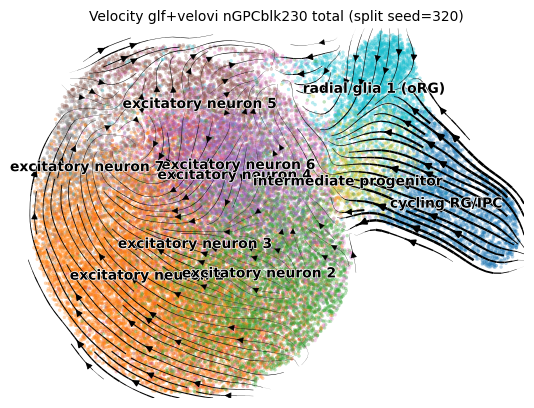 Velocity glf+velovi nGPCblk230 total (split seed=320)
radial glia 1 (oRG)
excitatory neuron 5
excitatory neuron 7
excitatory neuron 6
excitatory neuron 4
intermediate progenitor
cycling RG/IPC
excitatory neuron 3
excitatory
excitatory neuron 2